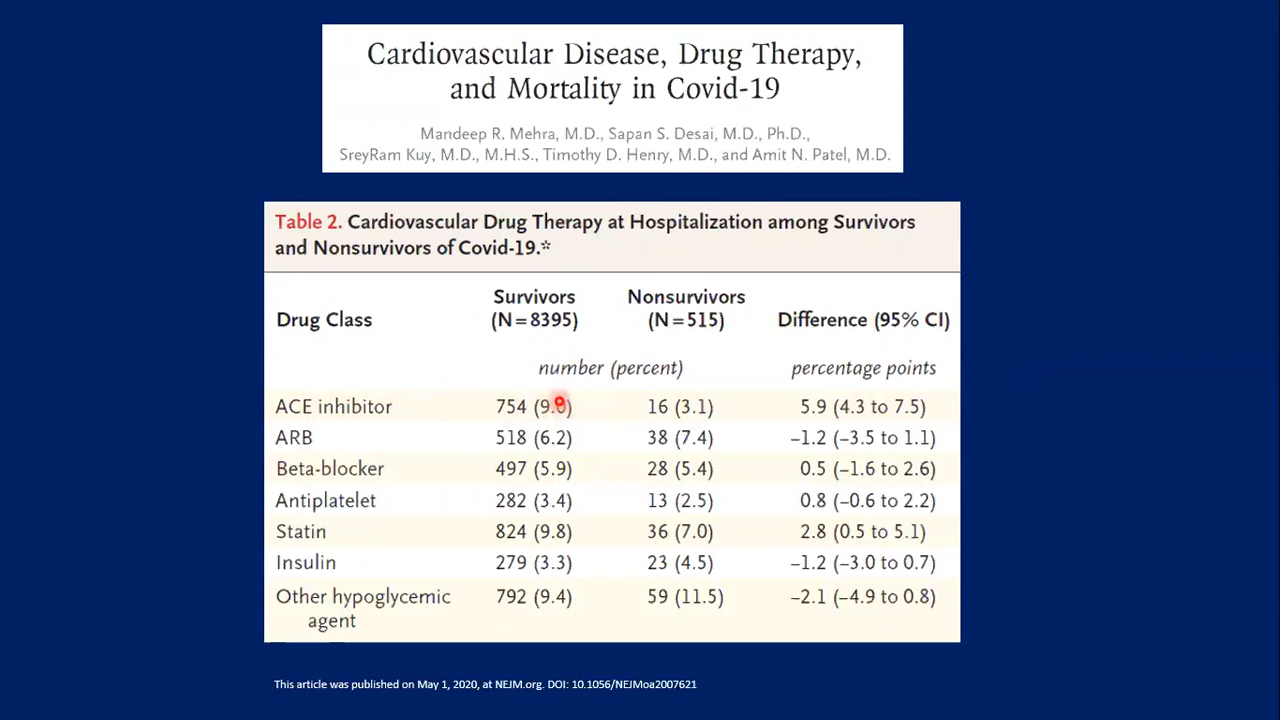 Cardiovascular Disease, Drug Therapy,
and Mortality in Covid-19
Mandeep R. Mehra, M.D., Sapan S. Desai, M.D., Ph.D.,
SreyRam Kuy, M.D., M.H.S., Timothy D. Henry, M.D., and Amit N. Patel, M.D.
Table 2. Cardiovascular Drug Therapy at Hospitalization among Survivors
and Nonsurvivors of Covid-19.*
Drug Class Survivors (N=8395) Nonsurvivors (N=515) Difference (95% CI)
number (percent) percentage points
ACE inhibitor 754 (9.0) 16 (3.1) 5.9 (4.3 to 7.5)
ARB 518 (6.2) 38 (7.4) –1.2 (–3.5 to 1.1)
Beta-blocker 497 (5.9) 28 (5.4) 0.5 (–1.6 to 2.6)
Antiplatelet 282 (3.4) 13 (2.5) 0.8 (–0.6 to 2.2)
Statin 824 (9.8) 36 (7.0) 2.8 (0.5 to 5.1)
Insulin 279 (3.3) 23 (4.5) –1.2 (–3.0 to 0.7)
Other hypoglycemic 792 (9.4) 59 (11.5) –2.1 (–4.9 to 0.8)
agent
This article was published on May 1, 2020, at NEJM.org. DOI: 10.1056/NEJMoa2007621